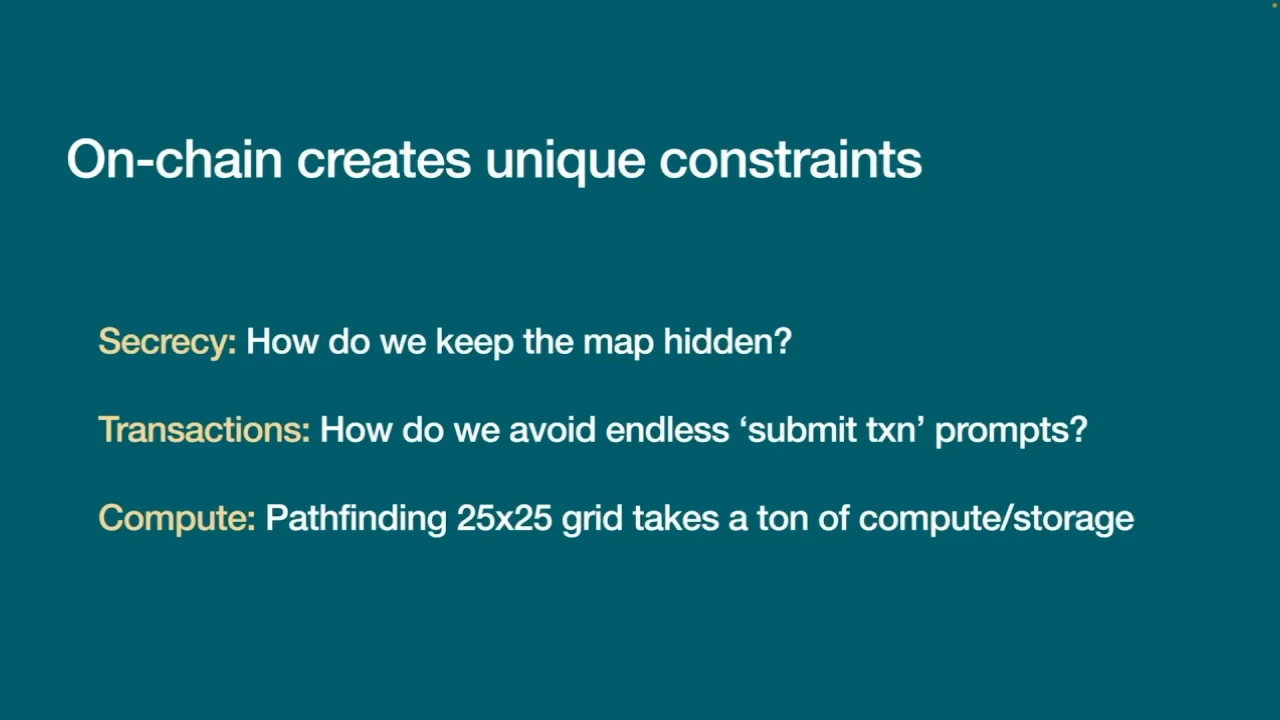 On-chain creates unique constraints
Secrecy: How do we keep the map hidden?
Transactions: How do we avoid endless ‘submit txn’ prompts?
Compute: Pathfinding 25x25 grid takes a ton of compute/storage